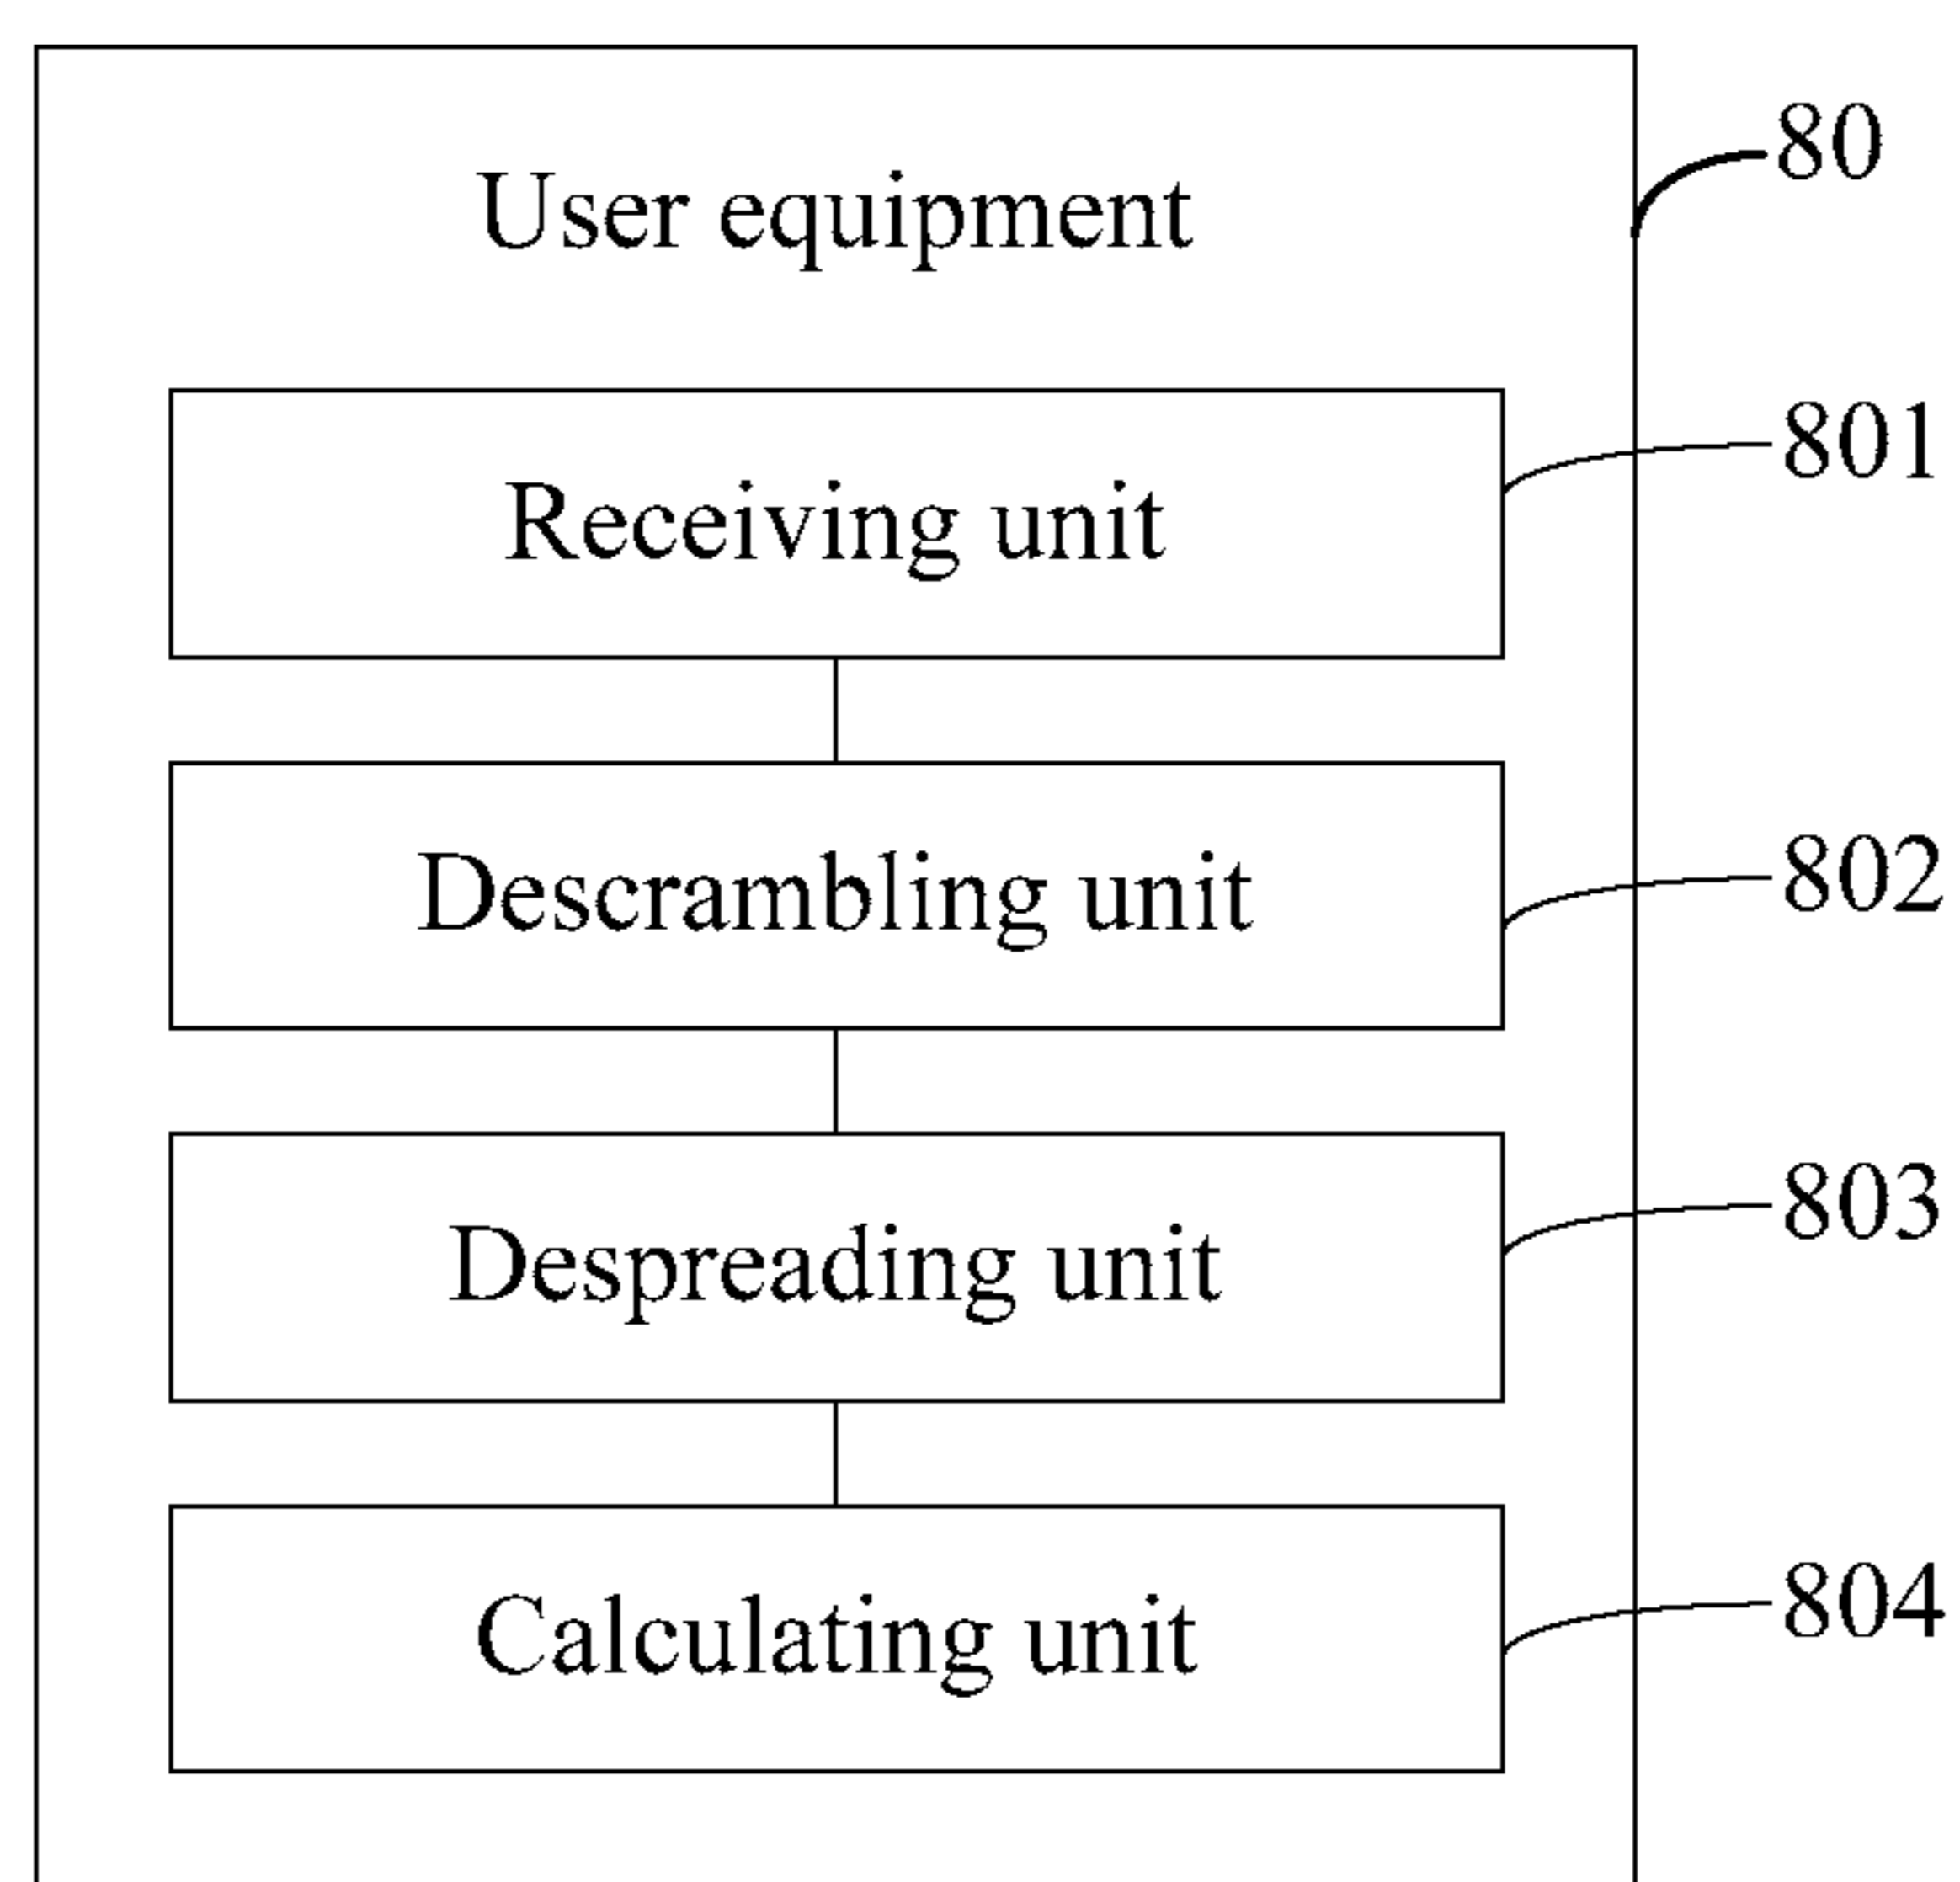 User equipment
80
Receiving unit
801
Descrambling unit
802
Despreading unit
803
Calculating unit
804